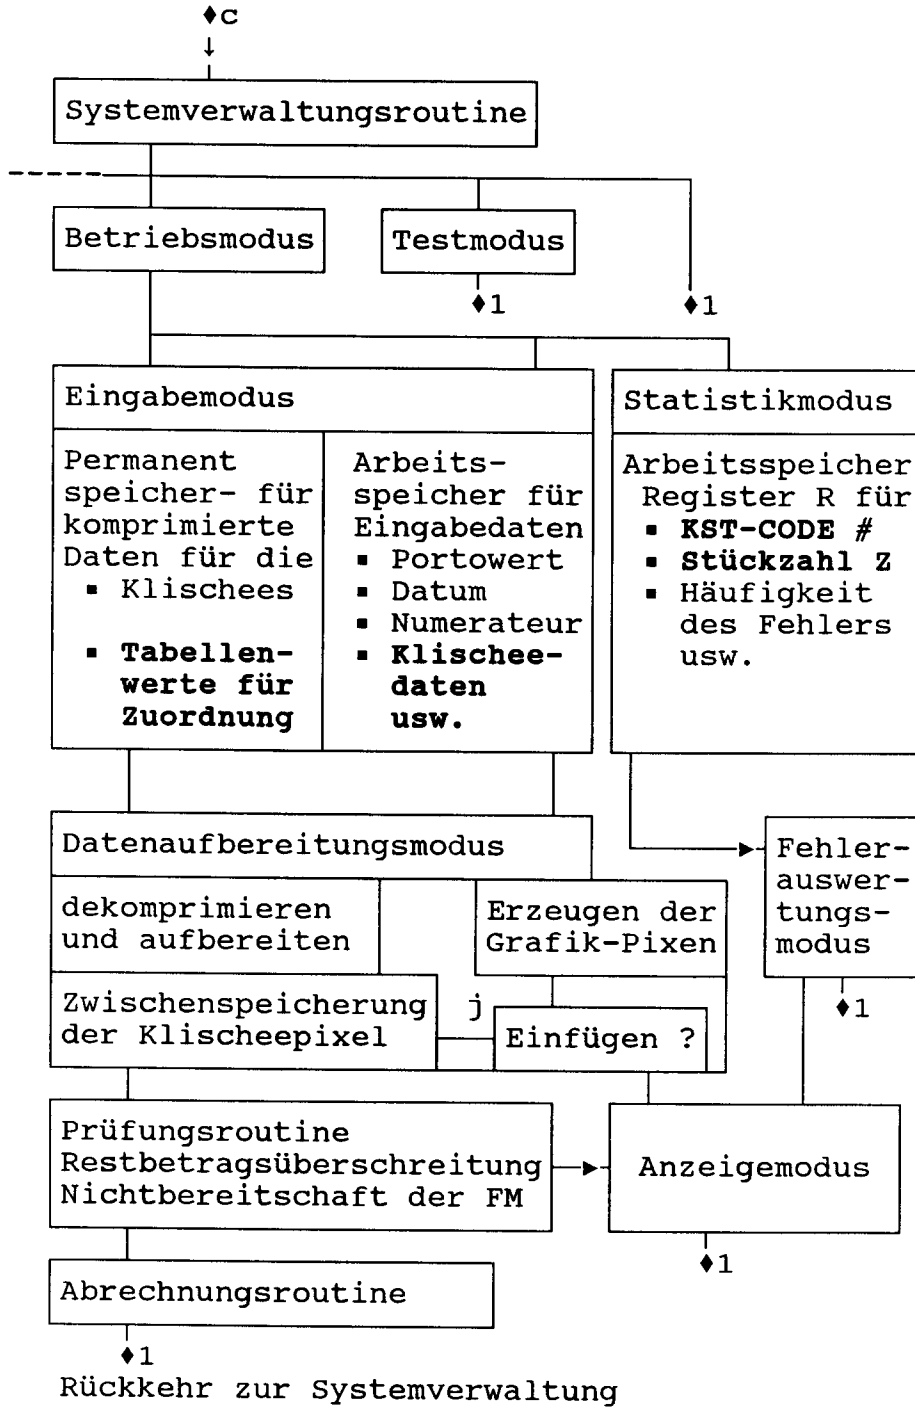 ♦c
↓
Systemverwaltungsroutine
Betriebsmodus
Testmodus
♦1
♦1
Eingabemodus
Permanent
speicher- für
komprimierte
Daten für die
▪ Klischees
▪ Tabellen-
werte für
Zuordnung
Arbeits-
speicher für
Eingabedaten
▪ Portowert
▪ Datum
▪ Numerateur
▪ Klischee-
daten
usw.
Statistikmodus
Arbeitsspeicher
Register R für
▪ KST-CODE #
▪ Stückzahl Z
▪ Häufigkeit
des Fehlers
usw.
Datenaufbereitungsmodus
dekomprimieren
und aufbereiten
Erzeugen der
Grafik-Pixen
Zwischenspeicherung
der Klischeepixel
j
Einfügen ?
Fehler-
auswer-
tungs-
modus
♦1
Prüfungsroutine
Restbetragsüberschreitung
Nichtbereitschaft der FM
Anzeigemodus
♦1
Abrechnungsroutine
♦1
Rückkehr zur Systemverwaltung